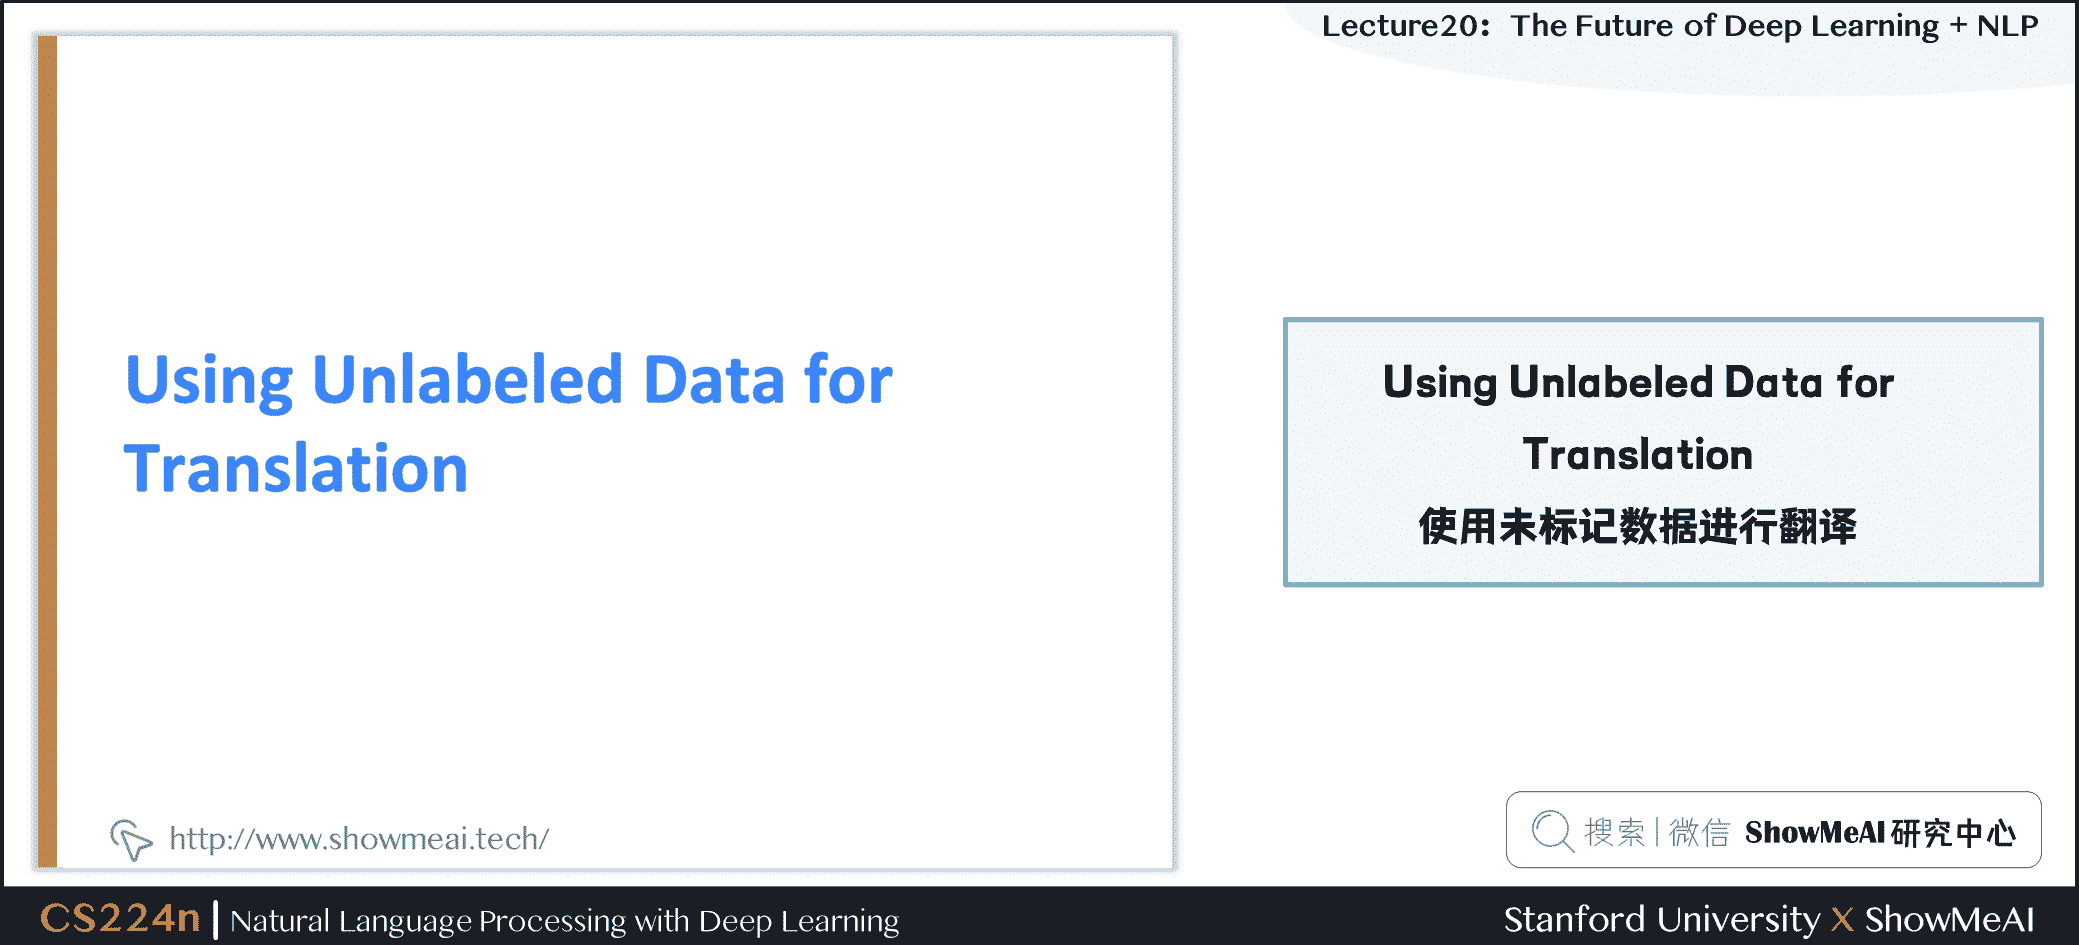 Lecture20：The Future of Deep Learning + NLP
Using Unlabeled Data for
Translation
http://www.showmeai.tech/
Using Unlabeled Data for
Translation
使用未标记数据进行翻译
搜索 | 微信 ShowMeAI 研究中心
CS224n | Natural Language Processing with Deep Learning
Stanford University X ShowMeAI